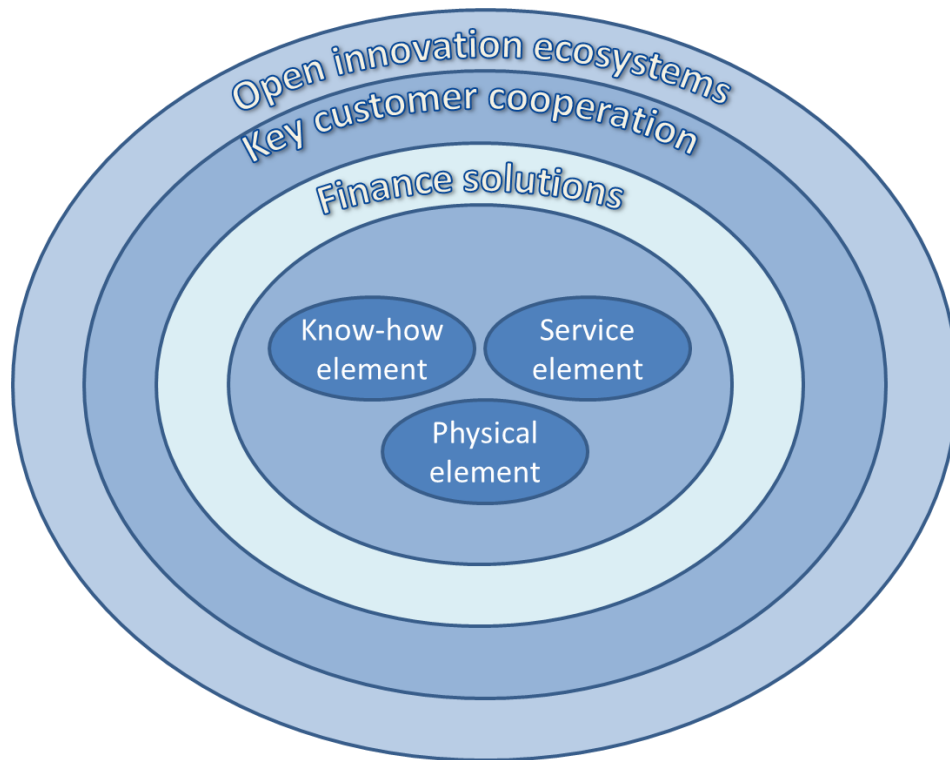 Open innovation ecosystems
Key customer cooperation
Finance solutions
Know-how
element
Service
element
Physical
element